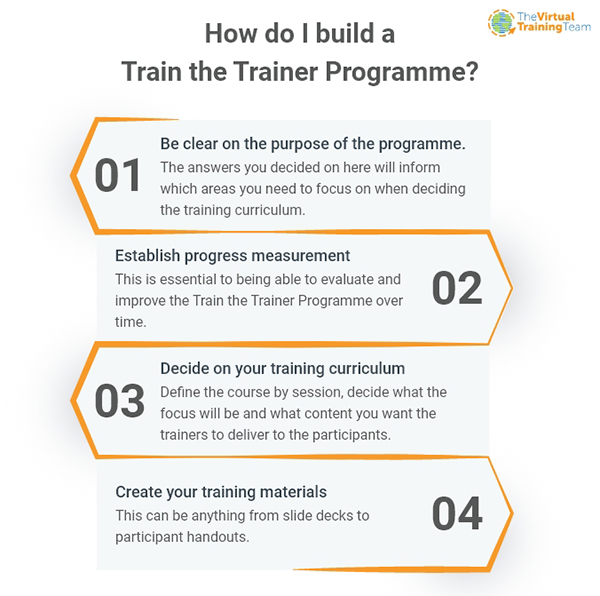 How do I build a
Train the Trainer Programme?
The Virtual
Training Team
01
Be clear on the purpose of the programme.
The answers you decided on here will inform
which areas you need to focus on when deciding
the training curriculum.
Establish progress measurement
This is essential to being able to evaluate and
improve the Train the Trainer Programme over
time.
02
03
Decide on your training curriculum
Define the course by session, decide what the
focus will be and what content you want the
trainers to deliver to the participants.
Create your training materials
This can be anything from slide decks to
participant handouts.
04